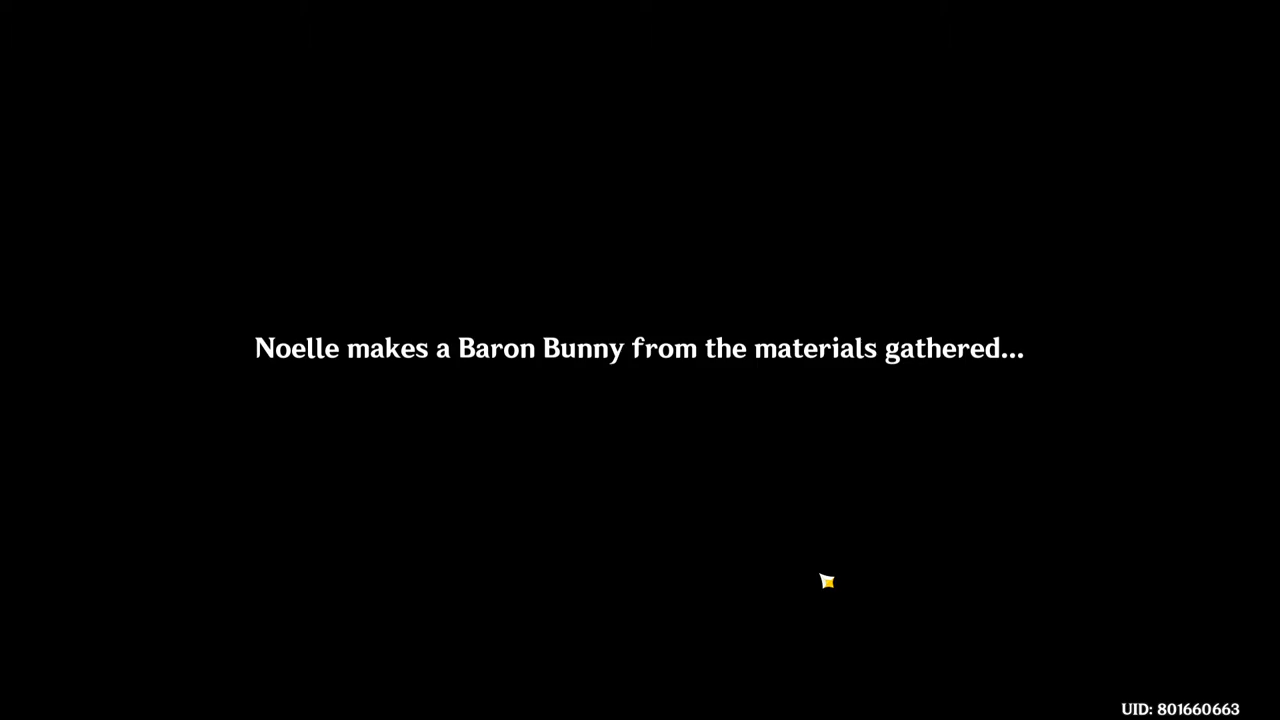 Noelle makes a Baron Bunny from the materials gathered...
UID: 801660663